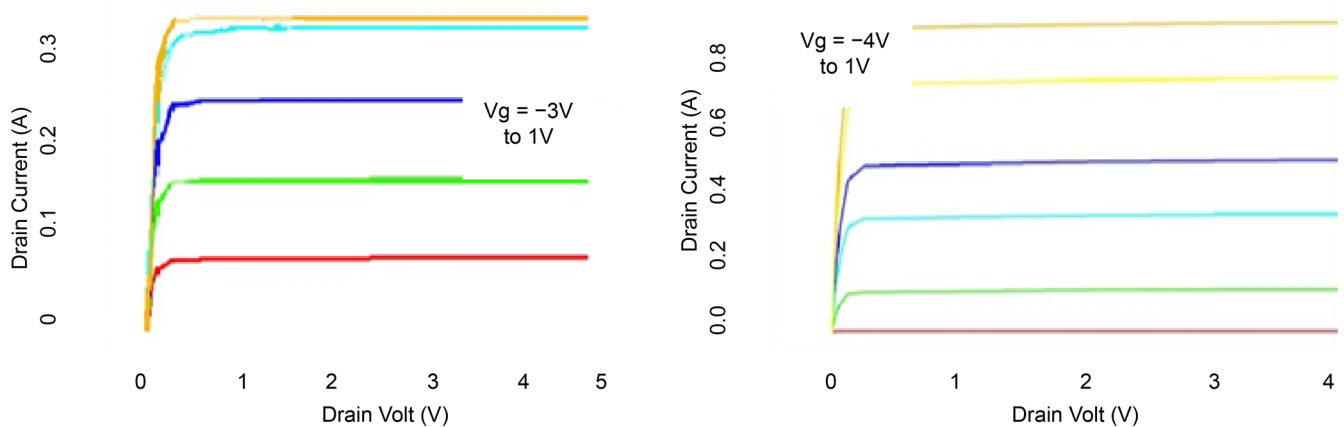 Drain Current (A)
0.3
0.2
0.1
0
Vg = −3V
to 1V
0
1
2
3
4
5
Drain Volt (V)
Drain Current (A)
0.8
0.6
0.4
0.2
0.0
Vg = −4V
to 1V
0
1
2
3
4
Drain Volt (V)